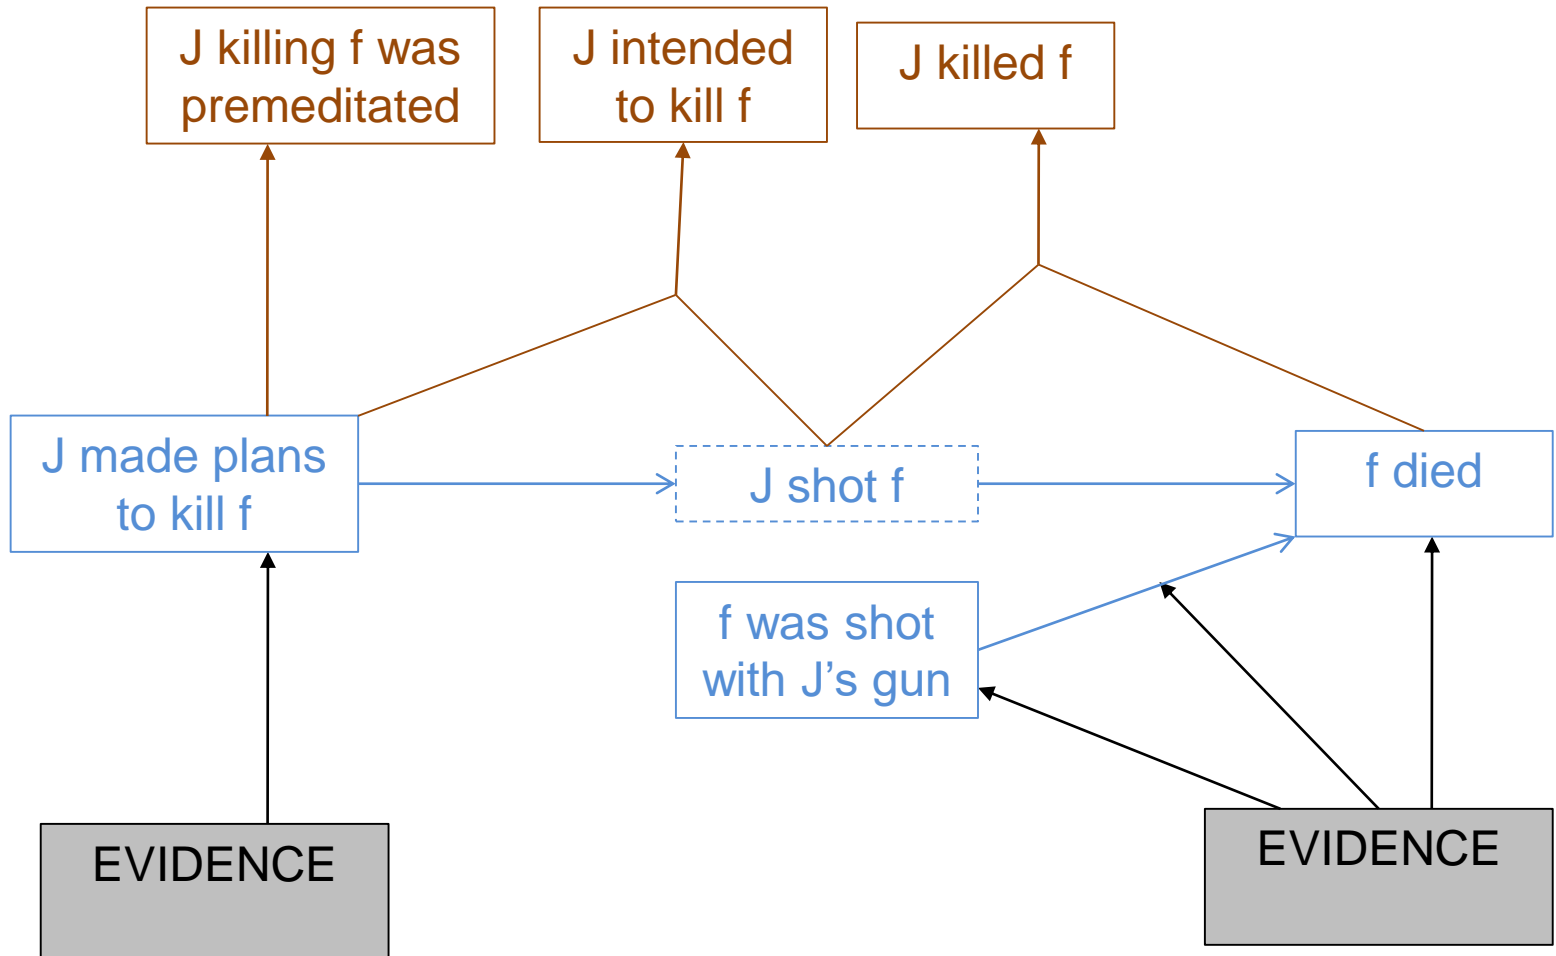 J killing f was
premeditated
J intended
to kill f
J killed f
J made plans
to kill f
J shot f
f died
f was shot
with J’s gun
EVIDENCE
EVIDENCE